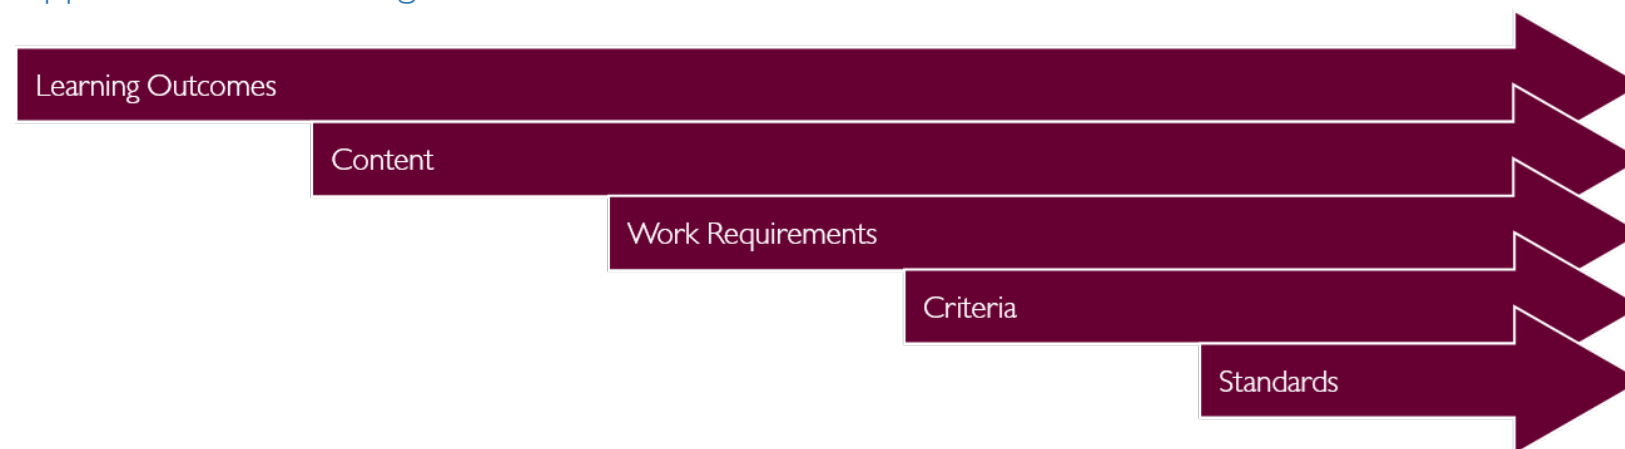 Learning Outcomes
Content
Work Requirements
Criteria
Standards